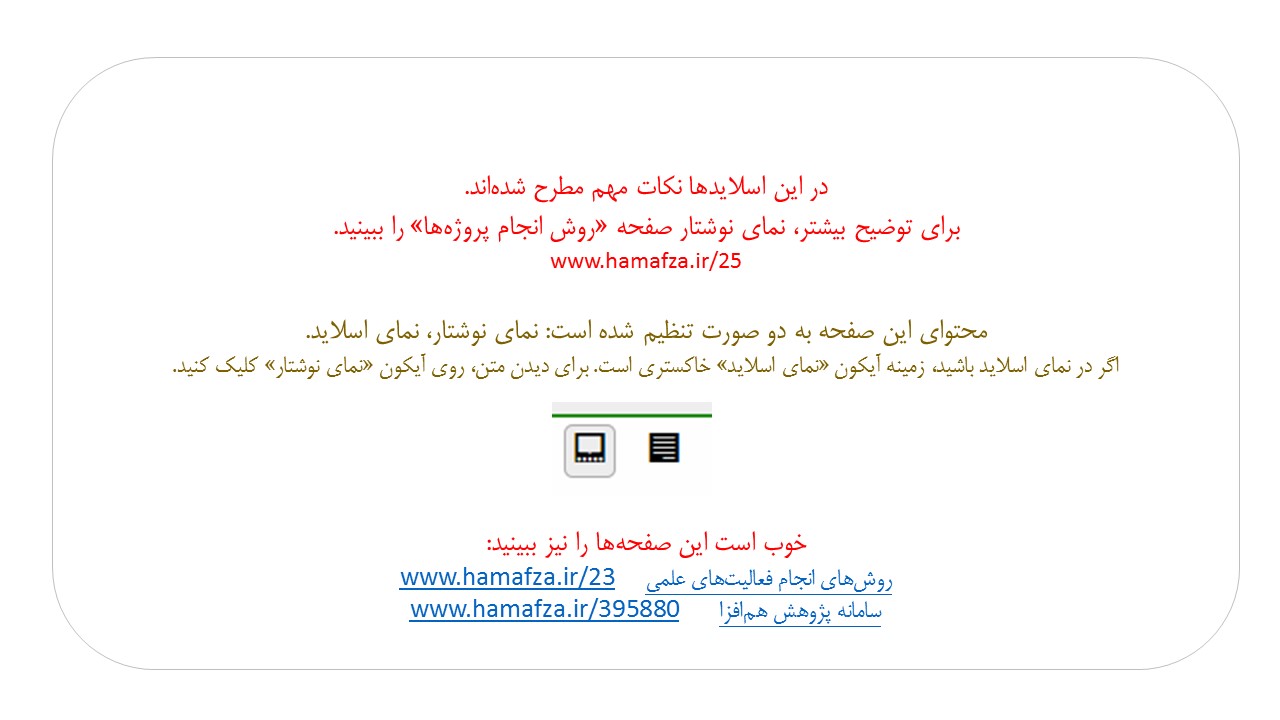 در این اسلایدها نکات مهم مطرح شده‌اند.
برای توضیح بیشتر، نمای نوشتار صفحه «روش انجام پروژه‌ها» را ببینید.
www.hamafza.ir/25
محتوای این صفحه به دو صورت تنظیم شده است: نمای نوشتار، نمای اسلاید.
اگر در نمای اسلاید باشید، زمینه آیکون «نمای اسلاید» خاکستری است. برای دیدن متن، روی آیکون «نمای نوشتار» کلیک کنید.
خوب است این صفحه‌ها را نیز ببینید:
روش‌های انجام فعالیت‌های علمی www.hamafza.ir/23
سامانه پژوهش هم‌افزا www.hamafza.ir/395880